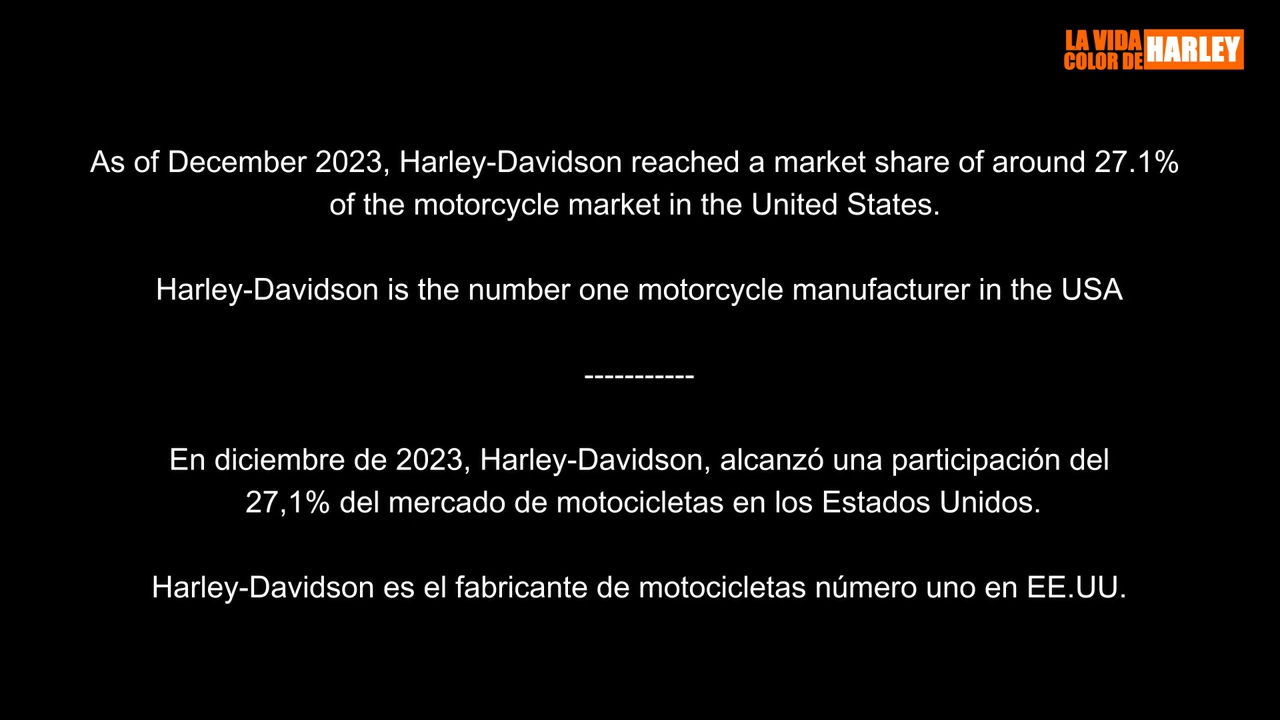 LA VIDA
COLOR DE HARLEY
As of December 2023, Harley-Davidson reached a market share of around 27.1%
of the motorcycle market in the United States.
Harley-Davidson is the number one motorcycle manufacturer in the USA
-----------
En diciembre de 2023, Harley-Davidson, alcanzó una participación del
27,1% del mercado de motocicletas en los Estados Unidos.
Harley-Davidson es el fabricante de motocicletas número uno en EE.UU.